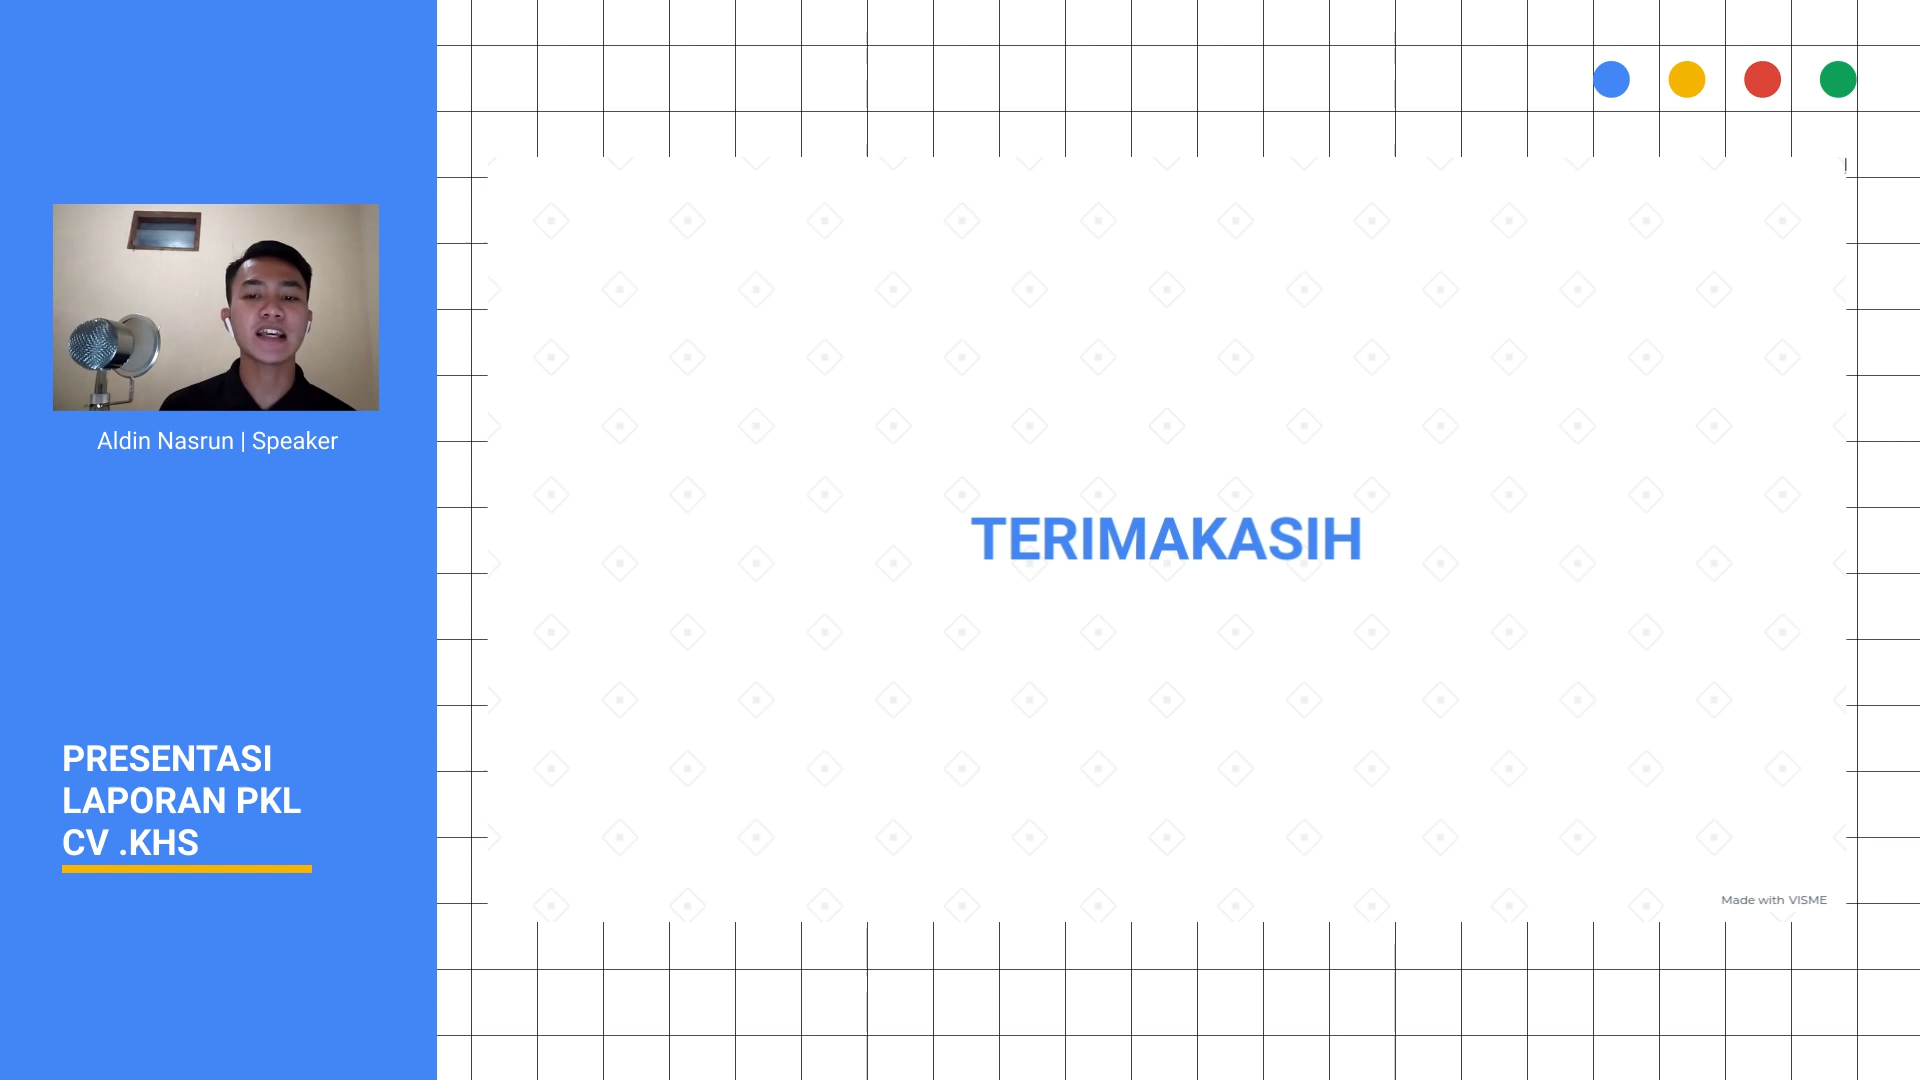 Aldin Nasrun | Speaker
PRESENTASI
LAPORAN PKL
CV .KHS
TERIMAKASIH
Made with VISME